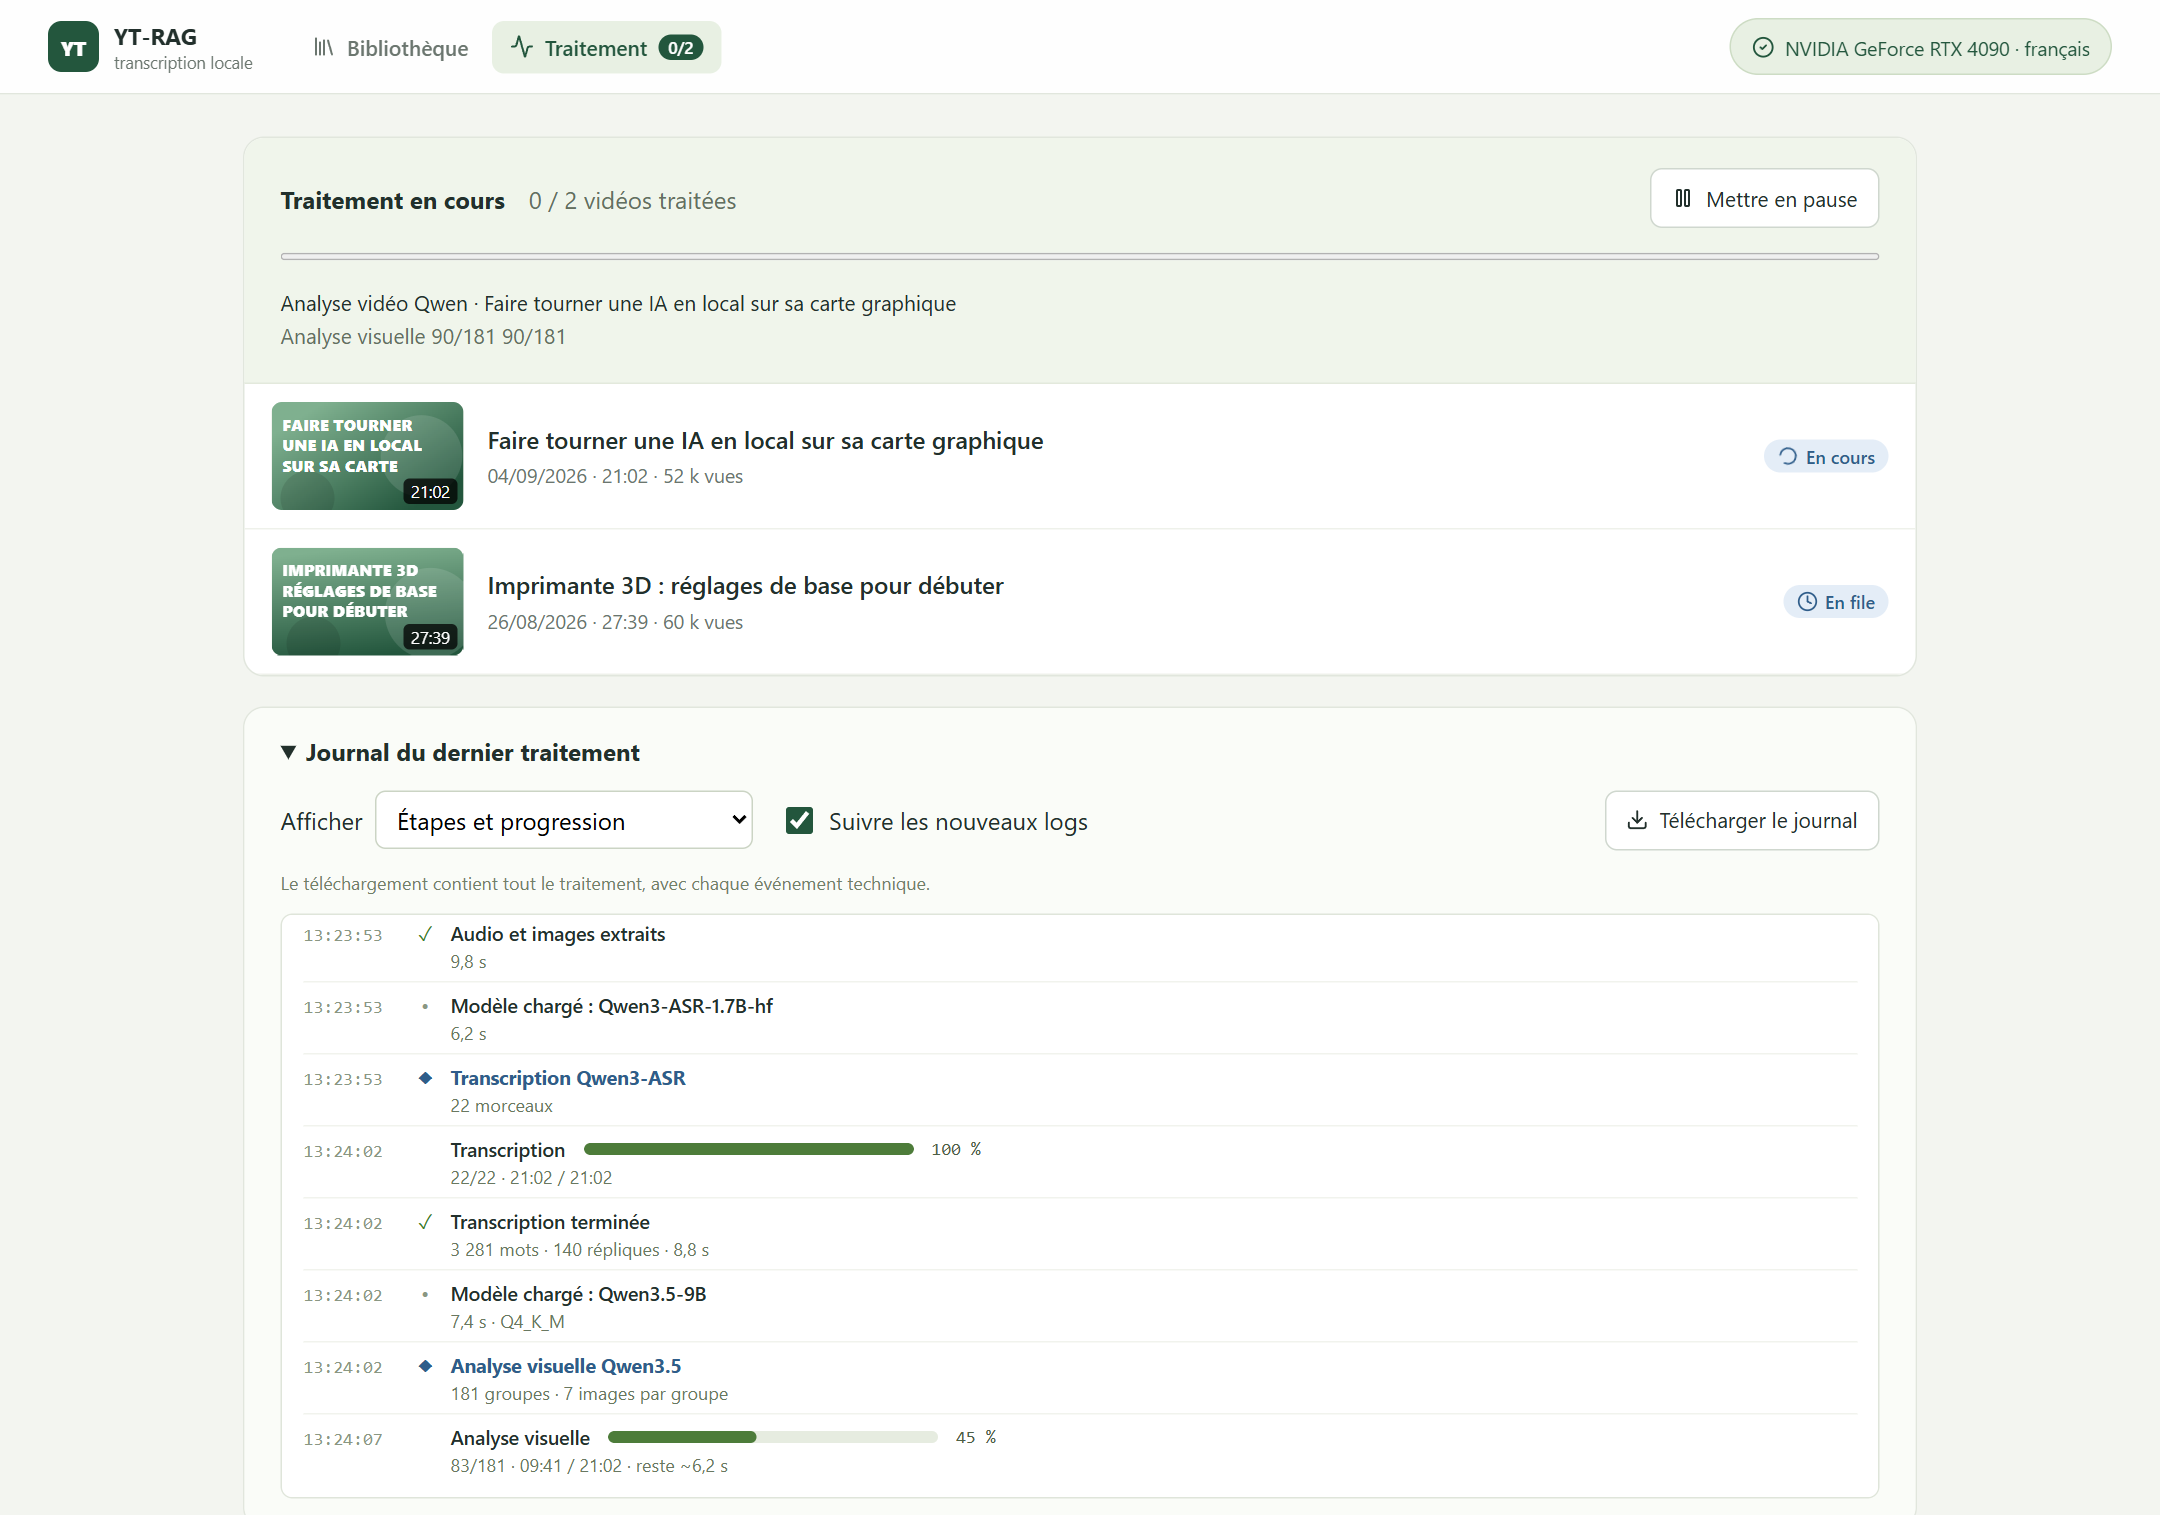 YT
YT-RAG
transcription locale
Bibliothèque
Traitement 0/2
NVIDIA GeForce RTX 4090 · français
Traitement en cours 0 / 2 vidéos traitées
Mettre en pause
Analyse vidéo Qwen · Faire tourner une IA en local sur sa carte graphique
Analyse visuelle 90/181 90/181
FAIRE TOURNER
UNE IA EN LOCAL
SUR SA CARTE
21:02
Faire tourner une IA en local sur sa carte graphique
04/09/2026 · 21:02 · 52 k vues
En cours
IMPRIMANTE 3D
RÉGLAGES DE BASE
POUR DÉBUTER
27:39
Imprimante 3D : réglages de base pour débuter
26/08/2026 · 27:39 · 60 k vues
En file
▼ Journal du dernier traitement
Afficher Étapes et progression
Suivre les nouveaux logs
Télécharger le journal
Le téléchargement contient tout le traitement, avec chaque événement technique.
13:23:53 ✓ Audio et images extraits
9,8 s
13:23:53 • Modèle chargé : Qwen3-ASR-1.7B-hf
6,2 s
13:23:53 ◆ Transcription Qwen3-ASR
22 morceaux
13:24:02 Transcription 100 %
22/22 · 21:02 / 21:02
13:24:02 ✓ Transcription terminée
3 281 mots · 140 répliques · 8,8 s
13:24:02 • Modèle chargé : Qwen3.5-9B
7,4 s · Q4_K_M
13:24:02 ◆ Analyse visuelle Qwen3.5
181 groupes · 7 images par groupe
13:24:07 Analyse visuelle 45 %
83/181 · 09:41 / 21:02 · reste ~6,2 s